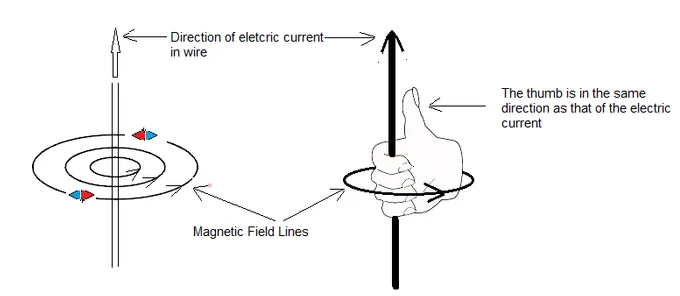 Direction of eletcric current
in wire
The thumb is in the same
direction as that of the electric
current
Magnetic Field Lines